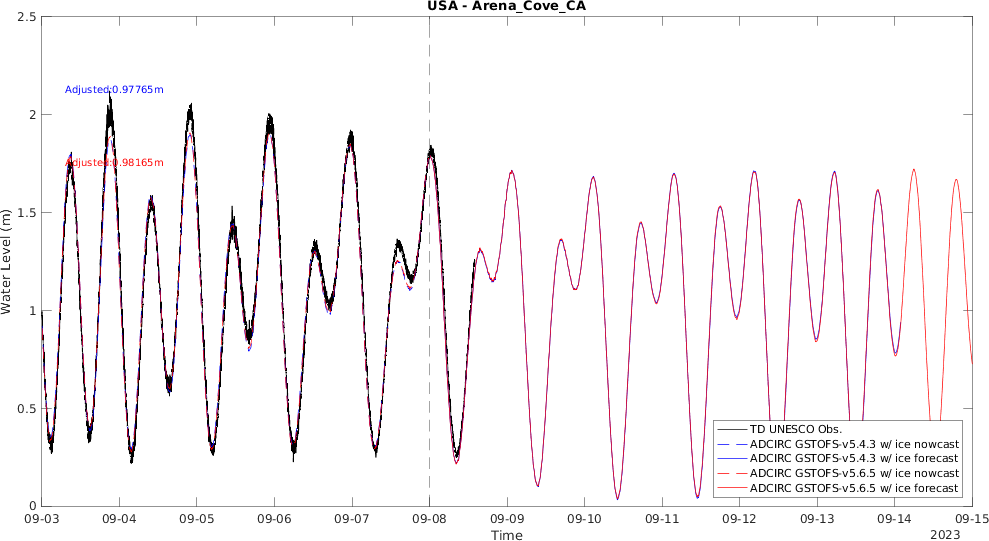 USA - Arena_Cove_CA
2.5
2
1.5
1
0.5
0
Water Level (m)
Adjusted:0.97765m
Adjusted:0.98165m
TD UNESCO Obs.
ADCIRC GSTOFS-v5.4.3 w/ ice nowcast
ADCIRC GSTOFS-v5.4.3 w/ ice forecast
ADCIRC GSTOFS-v5.6.5 w/ ice nowcast
ADCIRC GSTOFS-v5.6.5 w/ ice forecast
09-03 09-04 09-05 09-06 09-07 09-08 09-09 09-10 09-11 09-12 09-13 09-14 09-15
Time
2023